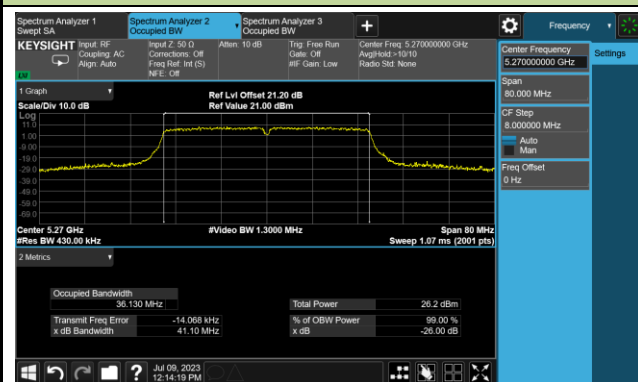 Spectrum Analyzer 1
Swept SA
Spectrum Analyzer 2
Occupied BW
Spectrum Analyzer 3
Occupied BW
+
Frequency
KEYSIGHT
Input: RF
Coupling: AC
Align: Auto
Input Z: 50 Ω
Corrections: Off
Freq Ref: Int (S)
NFE: Off
Atten: 10 dB
Trig: Free Run
Gate: Off
#IF Gain: Low
Center Freq: 5.270000000 GHz
Avg|Hold:>10/10
Radio Std: None
Center Frequency
5.270000000 GHz
Settings
Span
80.000 MHz
CF Step
8.000000 MHz
Auto
Man
Freq Offset
0 Hz
1 Graph
Scale/Div 10.0 dB
Ref Lvl Offset 21.20 dB
Ref Value 21.00 dBm
Log
11.0
1.00
-9.00
-19.0
-29.0
-39.0
-49.0
-59.0
-69.0
Center 5.27 GHz
#Video BW 1.3000 MHz
Span 80 MHz
#Res BW 430.00 kHz
Sweep 1.07 ms (2001 pts)
2 Metrics
Occupied Bandwidth
36.130 MHz
Total Power 26.2 dBm
Transmit Freq Error -14.068 kHz
% of OBW Power 99.00 %
x dB Bandwidth 41.10 MHz
x dB -26.00 dB
?
Jul 09, 2023
12:14:19 PM